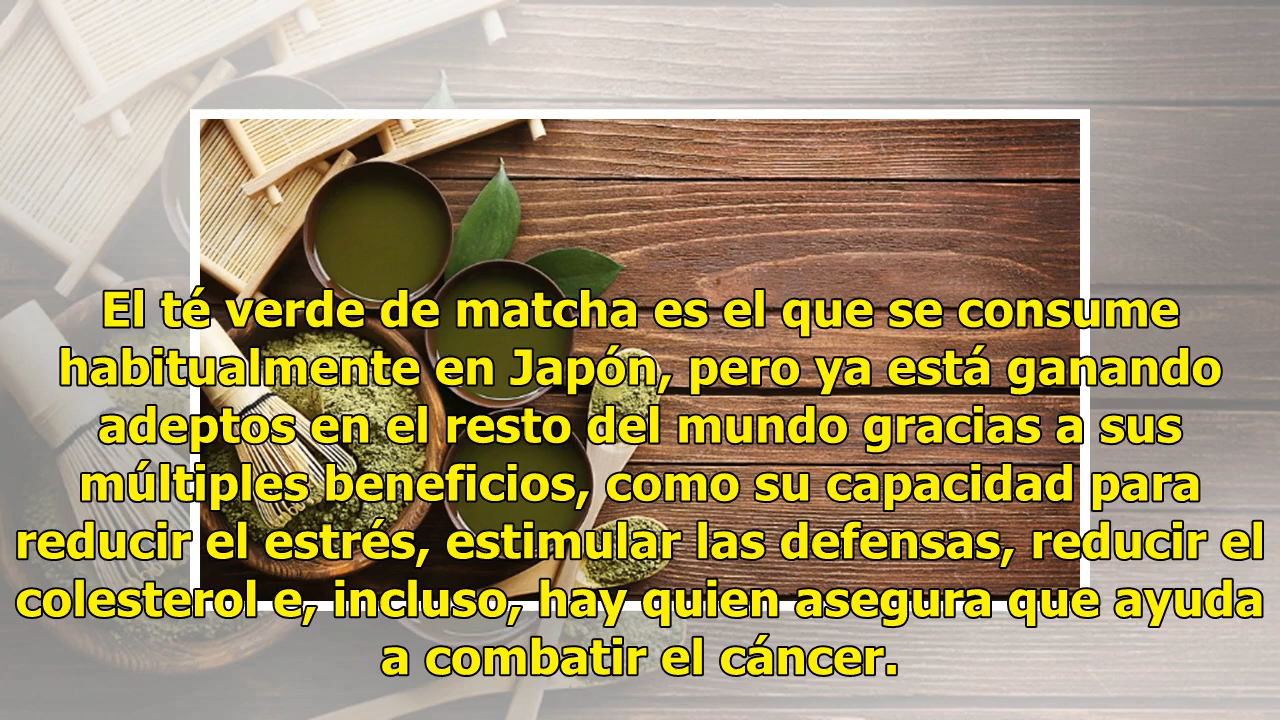 El té verde de matcha es el que se consume
habitualmente en Japón, pero ya está ganando
adeptos en el resto del mundo gracias a sus
múltiples beneficios, como su capacidad para
reducir el estrés, estimular las defensas, reducir el
colesterol e, incluso, hay quien asegura que ayuda
a combatir el cáncer.